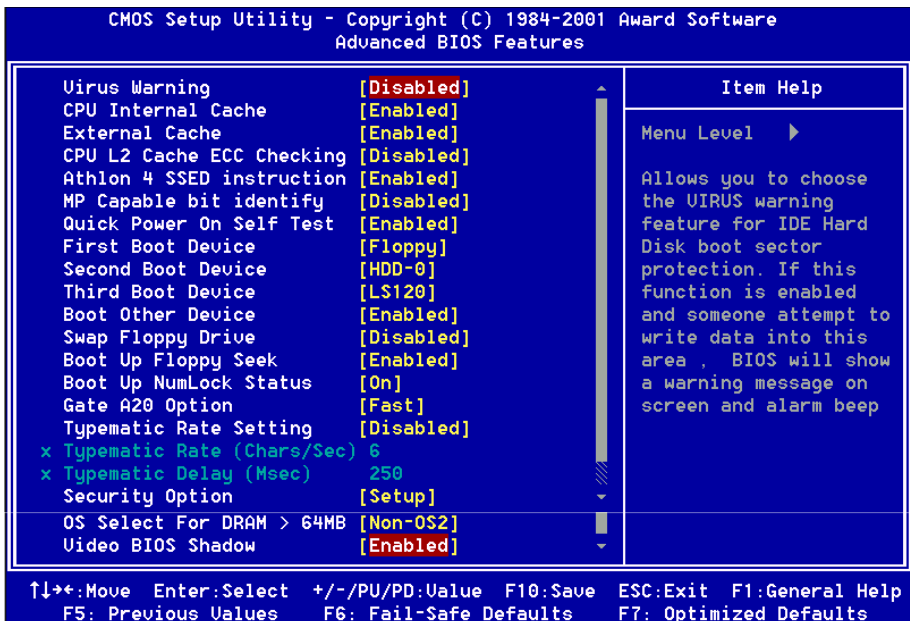 CMOS Setup Utility - Copyright (C) 1984-2001 Award Software
Advanced BIOS Features
Virus Warning [Disabled]
CPU Internal Cache [Enabled]
External Cache [Enabled]
CPU L2 Cache ECC Checking [Disabled]
Athlon 4 SSED instruction [Enabled]
MP Capable bit identify [Disabled]
Quick Power On Self Test [Enabled]
First Boot Device [Floppy]
Second Boot Device [HDD-0]
Third Boot Device [LS120]
Boot Other Device [Enabled]
Swap Floppy Drive [Disabled]
Boot Up Floppy Seek [Enabled]
Boot Up NumLock Status [On]
Gate A20 Option [Fast]
Typematic Rate Setting [Disabled]
x Typematic Rate (Chars/Sec) 6
x Typematic Delay (Msec) 250
Security Option [Setup]
OS Select For DRAM > 64MB [Non-OS2]
Video BIOS Shadow [Enabled]
Item Help
Menu Level ▶
Allows you to choose
the VIRUS warning
feature for IDE Hard
Disk boot sector
protection. If this
function is enabled
and someone attempt to
write data into this
area , BIOS will show
a warning message on
screen and alarm beep
↑↓→←:Move Enter:Select +/-/PU/PD:Value F10:Save ESC:Exit F1:General Help
F5: Previous Values F6: Fail-Safe Defaults F7: Optimized Defaults